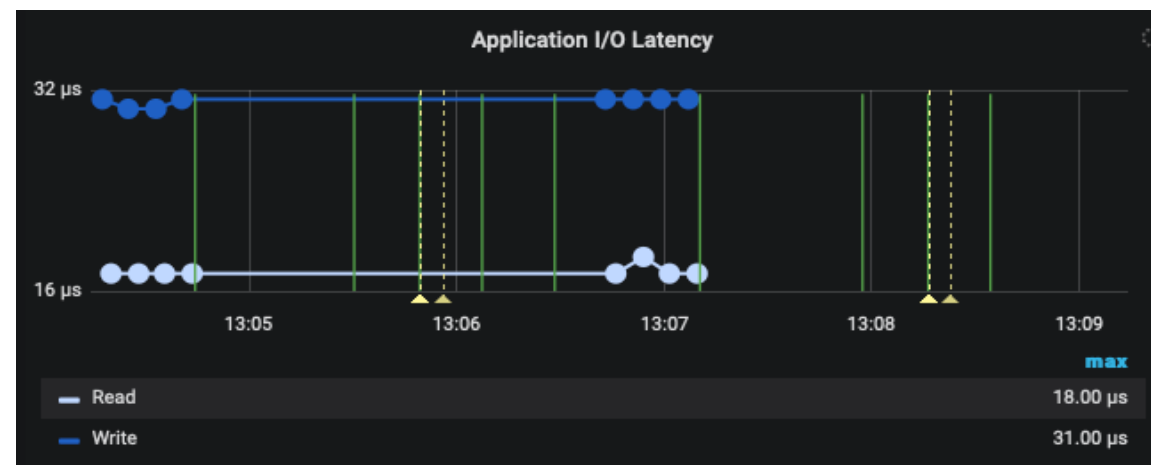 Application I/O Latency
32 μs
16 μs
13:05 13:06 13:07 13:08 13:09
max
Read 18.00 μs
Write 31.00 μs